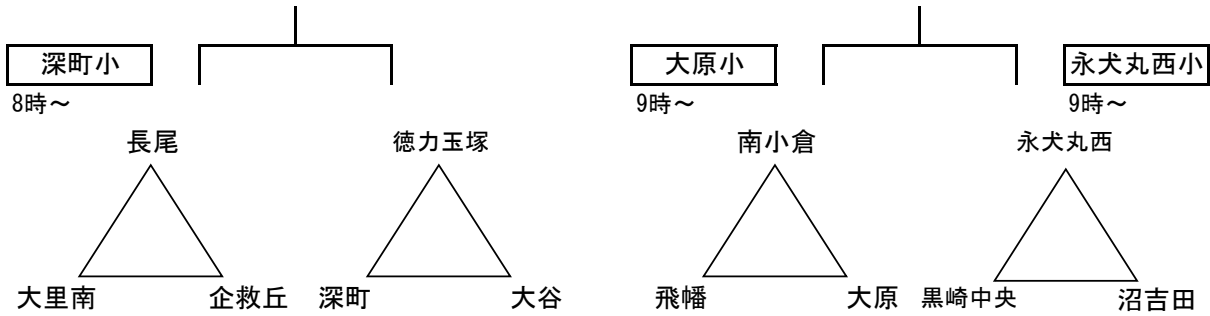 深町小
大原小
永犬丸西小
8時～
9時～
9時～
長尾
徳力玉塚
南小倉
永犬丸西
大里南
企救丘
深町
大谷
飛幡
大原
黒崎中央
沼吉田